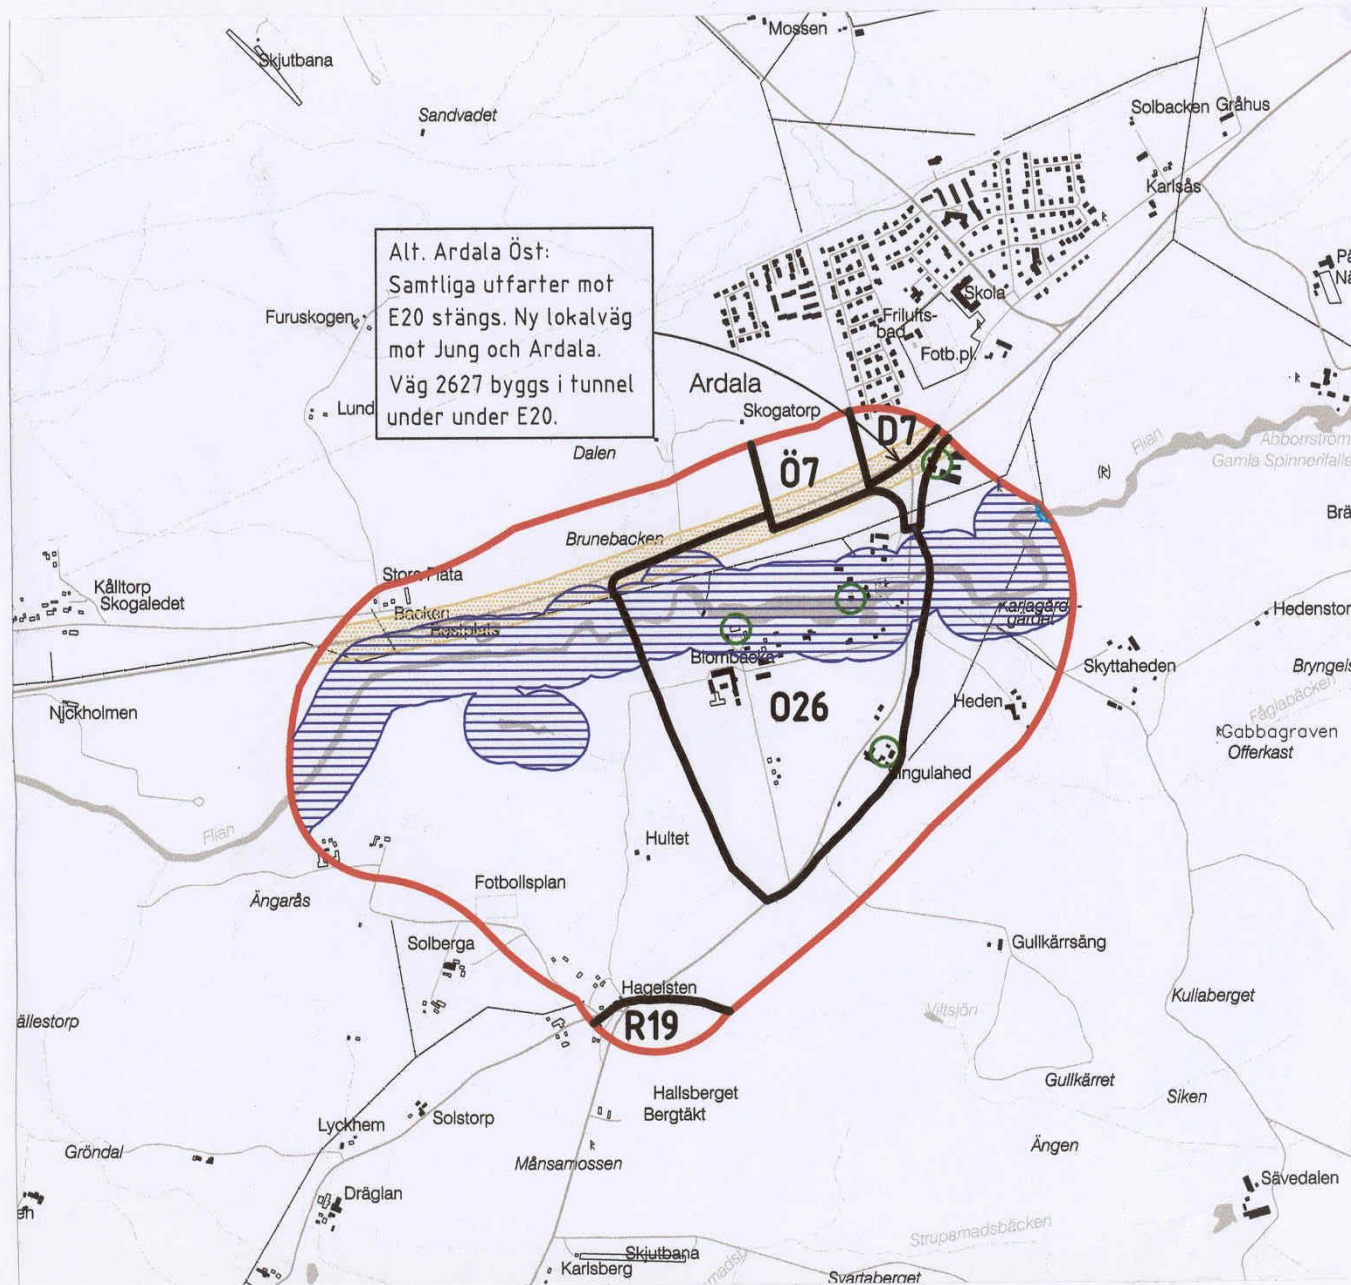 Mossen
Skjutbana
Sandvadet
Solbacken
Gråhus
Karlsås
Alt. Ardala Öst:
Samtliga utfarter mot
E20 stängs. Ny lokalväg
mot Jung och Ardala.
Väg 2627 byggs i tunnel
under under E20.
Furuskogen
Skola
Frilufts-
bad
Fotb.pl.
Ardala
Lund
Skogatorp
Dalen
D7
Ö7
Flian
Abborrström
Gamla Spinnerifalle
Brunebacken
Kålltorp
Skogaledet
Stora Flata
Backen
Hedenstor
Skyttaheden
Bryngels
Fåglabäcken
Nickholmen
O26
Heden
Gabbagraven
Offerkast
Flian
Hultet
Fotbollsplan
Ängarås
Solberga
Gullkärrsäng
Hagelsten
R19
Viltsjön
Kullaberget
ällestorp
Hallsberget
Bergtäkt
Gullkärret
Siken
Lyckhem
Solstorp
Ängen
Gröndal
Månsamossen
Dräglan
Sävedalen
Strupamadsbäcken
Skjutbana
Karlsberg
Svartaberget